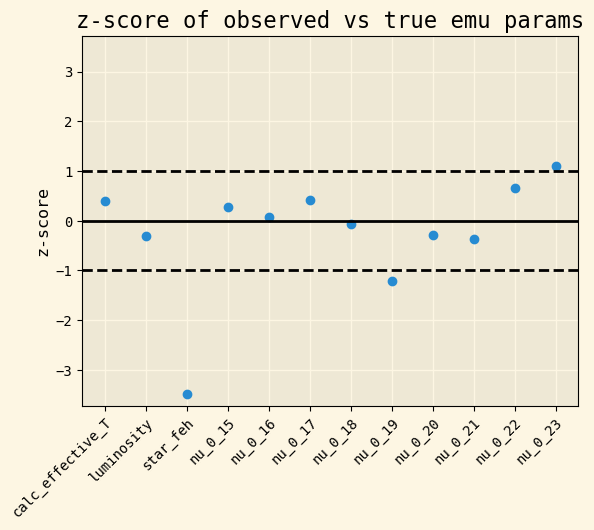 z-score of observed vs true emu params
z-score
3
2
1
0
−1
−2
−3
calc_effective_T
luminosity
star_feh
nu_0_15
nu_0_16
nu_0_17
nu_0_18
nu_0_19
nu_0_20
nu_0_21
nu_0_22
nu_0_23